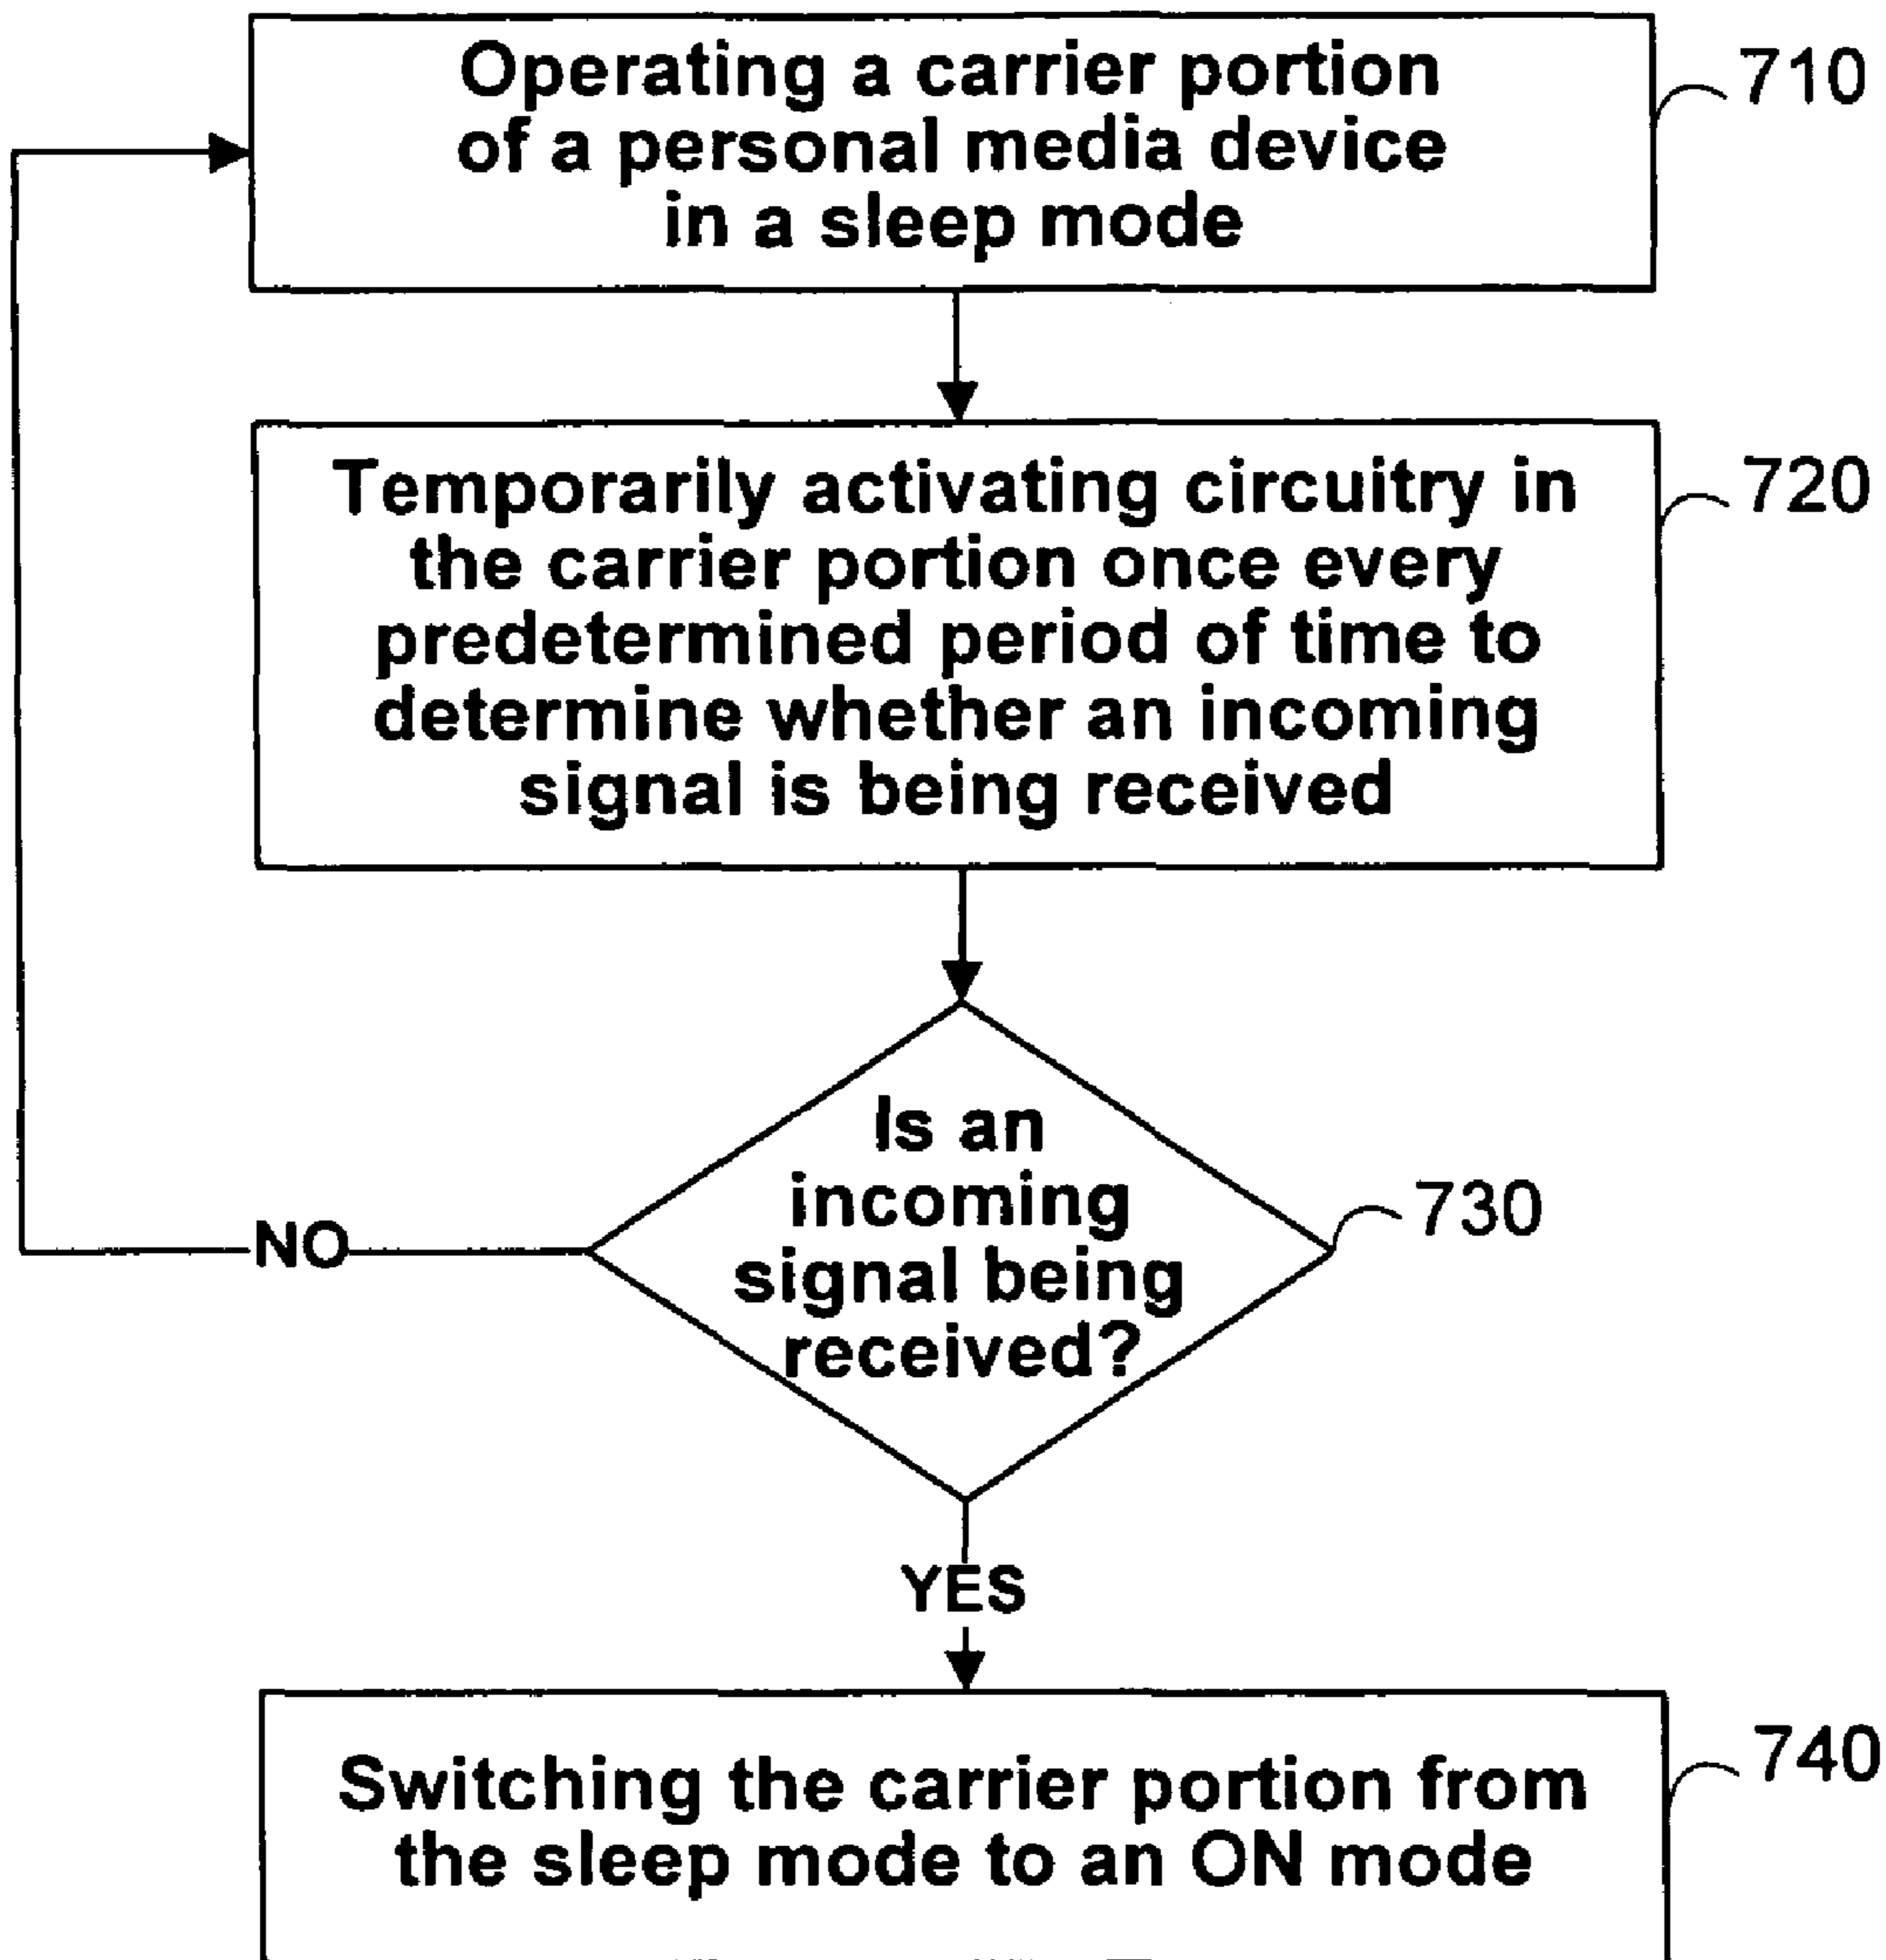 Operating a carrier portion
of a personal media device
in a sleep mode
710
Temporarily activating circuitry in
the carrier portion once every
predetermined period of time to
determine whether an incoming
signal is being received
720
Is an
incoming
signal being
received?
730
NO
YES
Switching the carrier portion from
the sleep mode to an ON mode
740